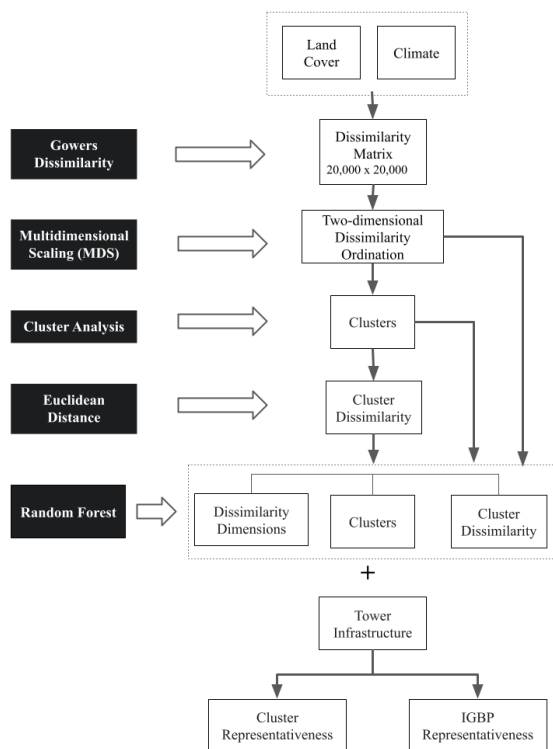 Land
Cover
Climate
Gowers
Dissimilarity
Dissimilarity
Matrix
20,000 x 20,000
Multidimensional
Scaling (MDS)
Two-dimensional
Dissimilarity
Ordination
Cluster Analysis
Clusters
Euclidean
Distance
Cluster
Dissimilarity
Random Forest
Dissimilarity
Dimensions
Clusters
Cluster
Dissimilarity
+
Tower
Infrastructure
Cluster
Representativeness
IGBP
Representativeness